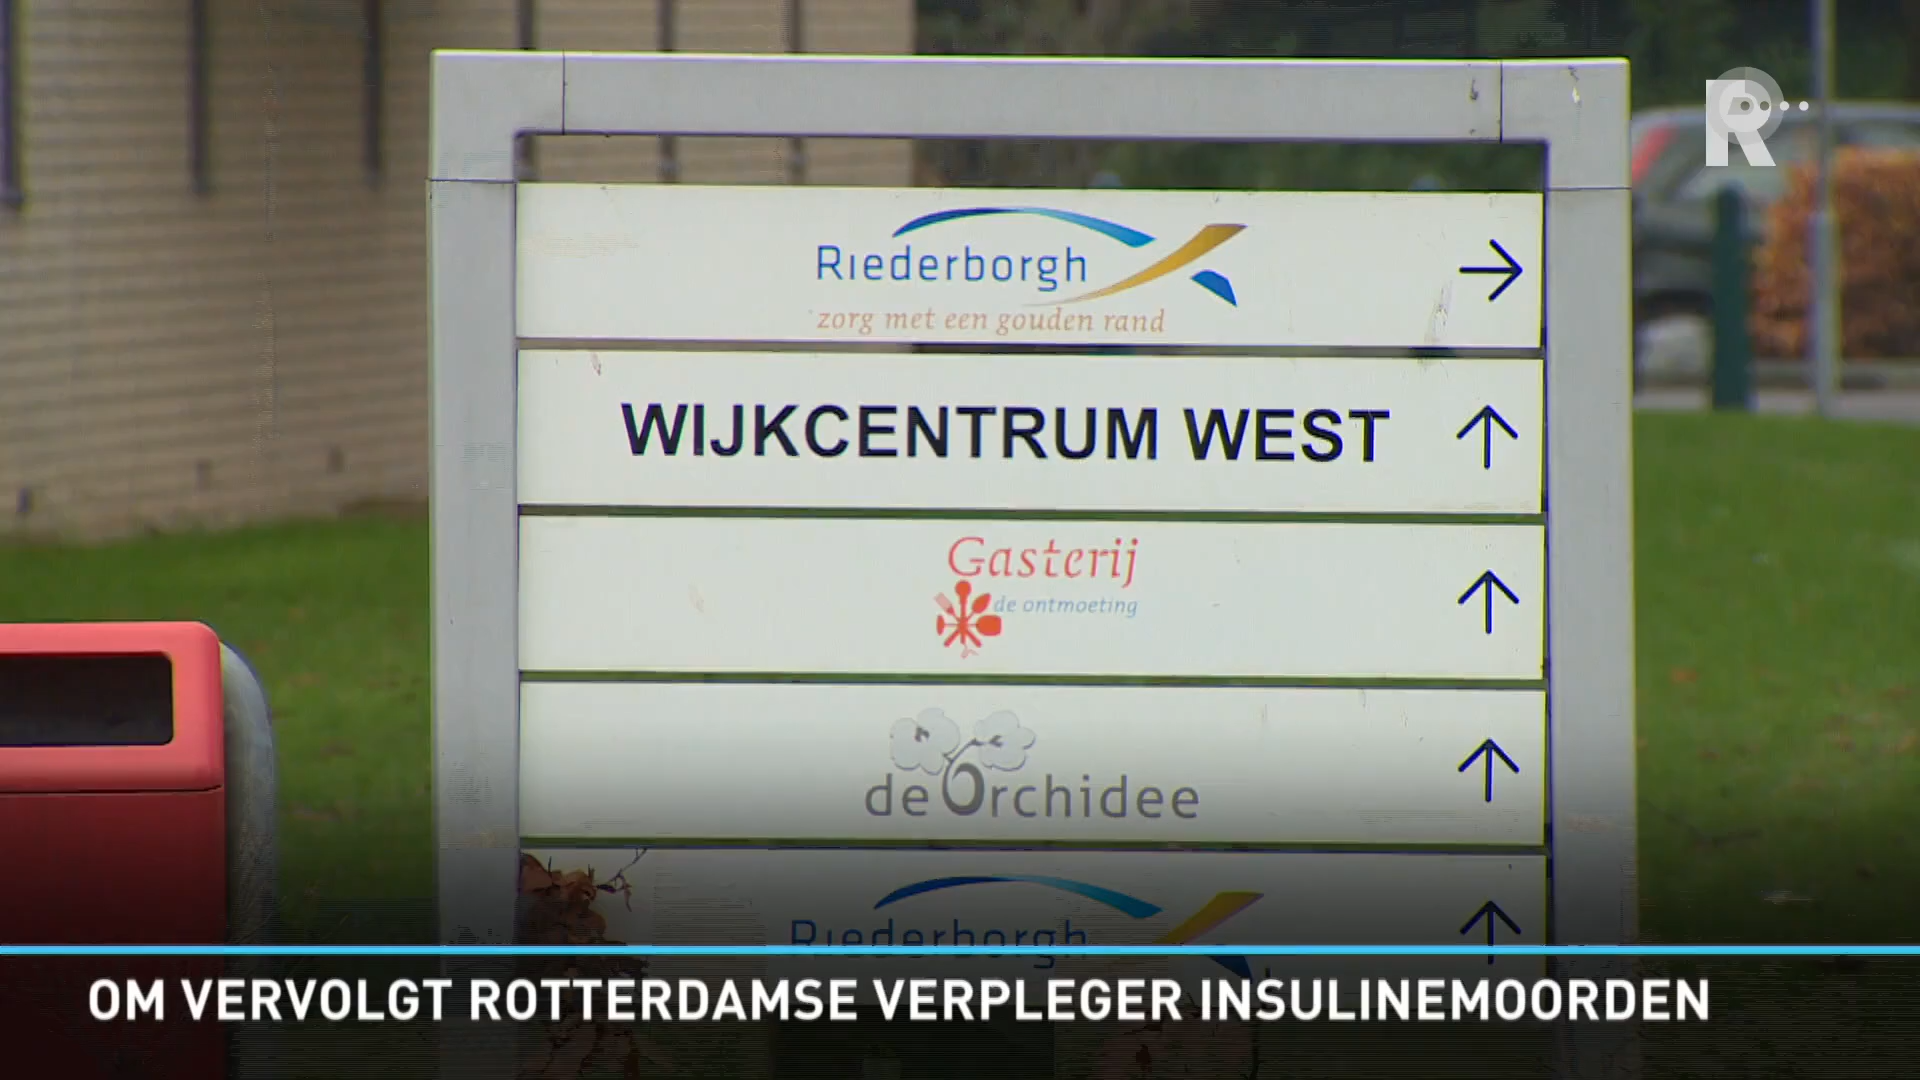 R
Riederborgh
zorg met een gouden rand
WIJKCENTRUM WEST
Gasterij
de ontmoeting
de Orchidee
Riederborgh
OM VERVOLGT ROTTERDAMSE VERPLEGER INSULINEMOORDEN